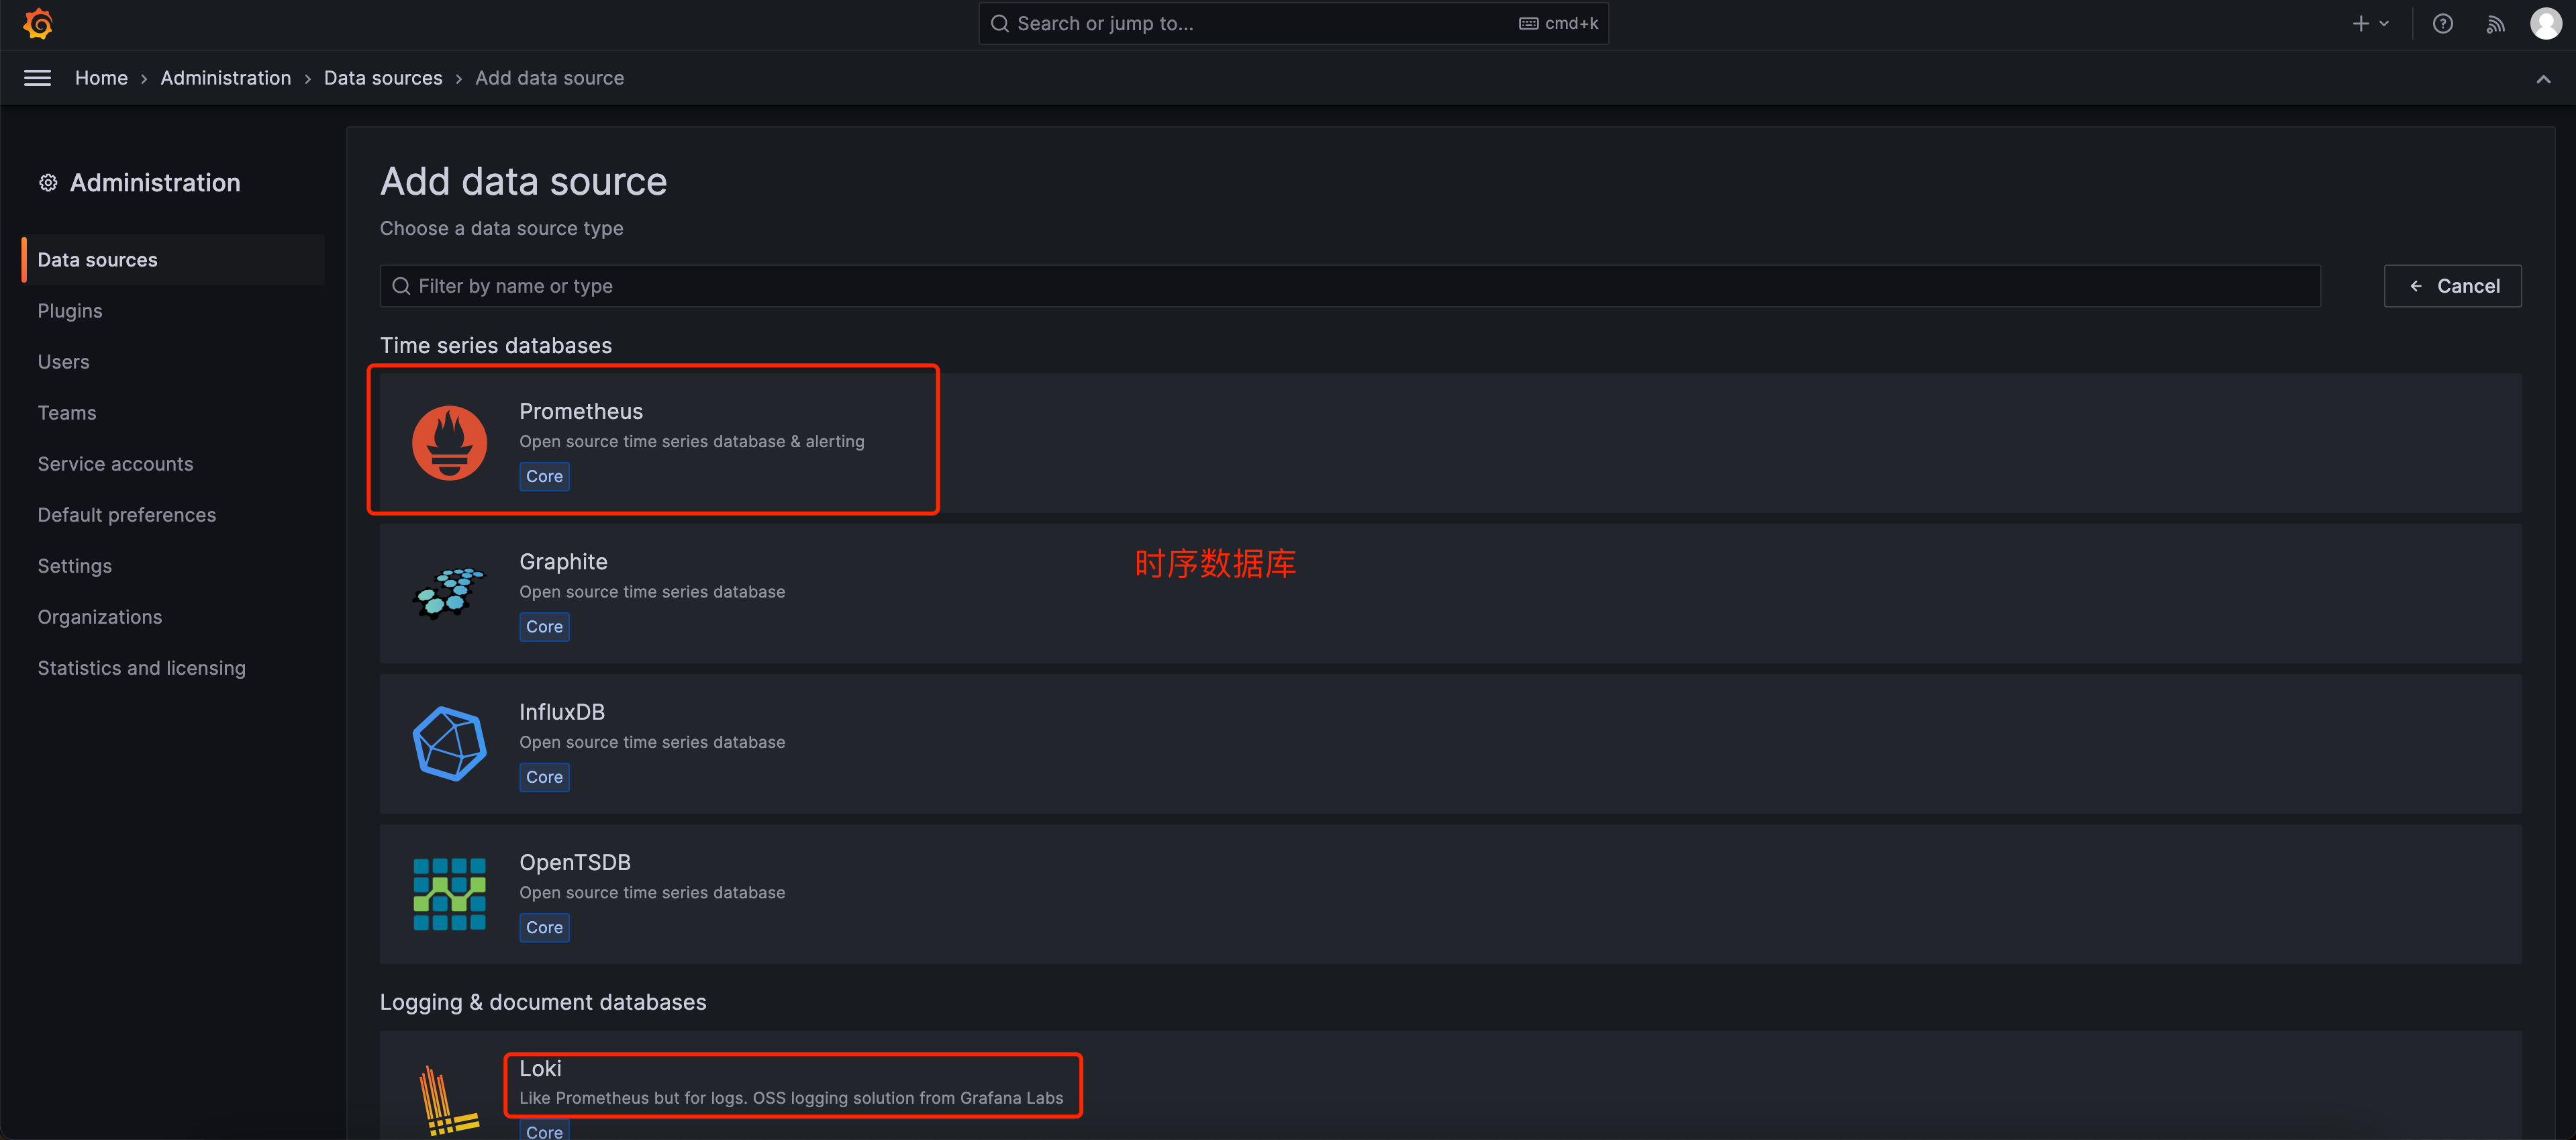 Search or jump to...
cmd+k
Home › Administration › Data sources › Add data source
Administration
Data sources
Plugins
Users
Teams
Service accounts
Default preferences
Settings
Organizations
Statistics and licensing
Add data source
Choose a data source type
Filter by name or type
Cancel
Time series databases
Prometheus
Open source time series database & alerting
Core
Graphite
Open source time series database
Core
时序数据库
InfluxDB
Open source time series database
Core
OpenTSDB
Open source time series database
Core
Logging & document databases
Loki
Like Prometheus but for logs. OSS logging solution from Grafana Labs
Core